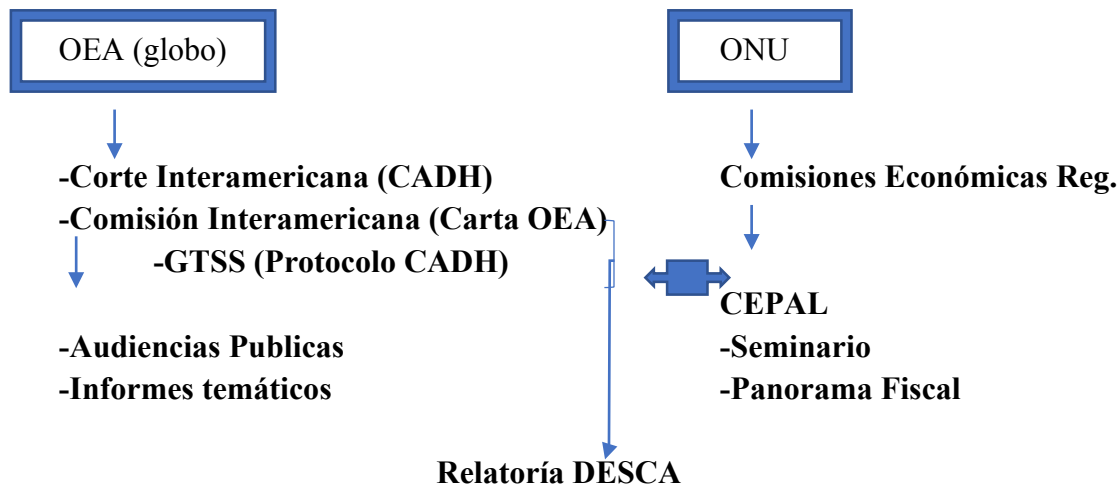 OEA (globo)
ONU
-Corte Interamericana (CADH)
-Comisión Interamericana (Carta OEA)
-GTSS (Protocolo CADH)
-Audiencias Publicas
-Informes temáticos
Comisiones Económicas Reg.
CEPAL
-Seminario
-Panorama Fiscal
Relatoría DESCA